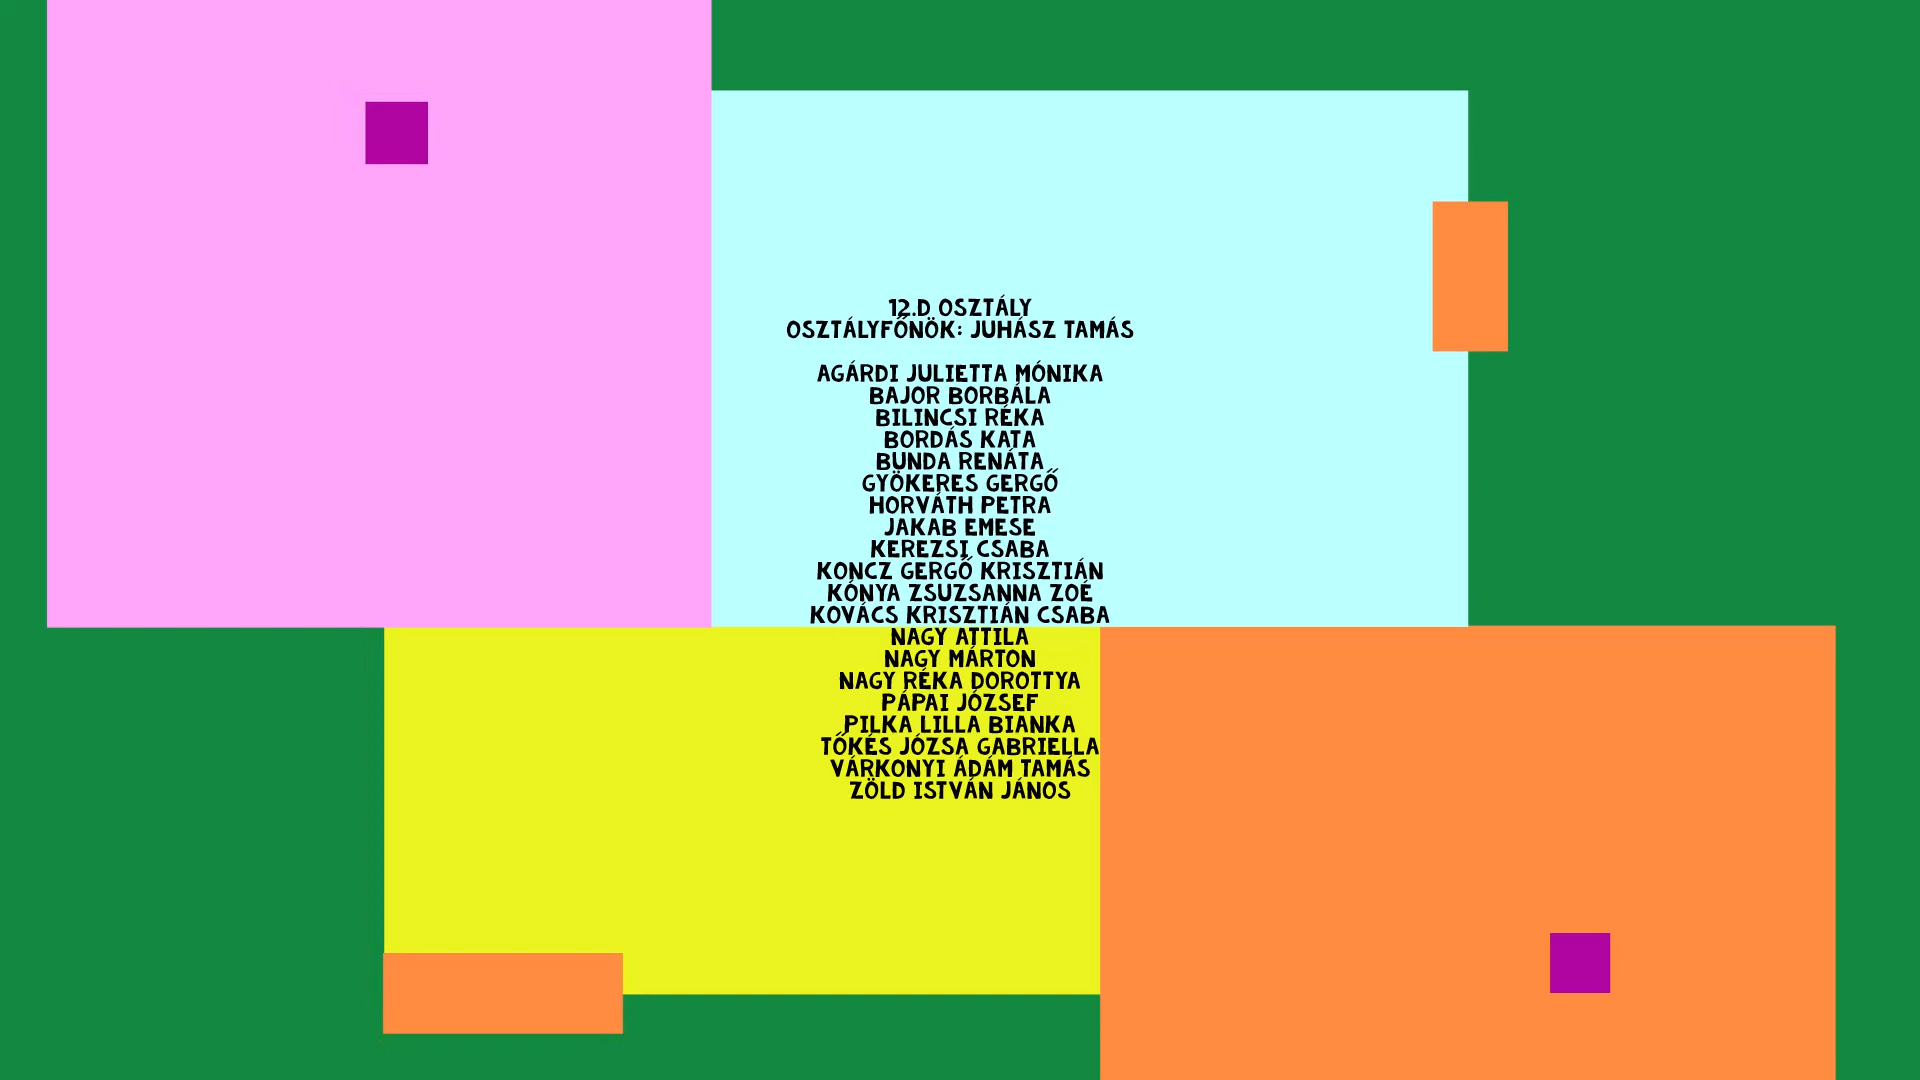 12.D OSZTÁLY
OSZTÁLYFŐNÖK: JUHÁSZ TAMÁS
AGÁRDI JULIETTA MÓNIKA
BAJOR BORBÁLA
BILINCSI RÉKA
BORDÁS KATA
BUNDA RENÁTA
GYÖKERES GERGŐ
HORVÁTH PETRA
JAKAB EMESE
KEREZSI CSABA
KONCZ GERGŐ KRISZTIÁN
KÓNYA ZSUZSANNA ZOÉ
KOVÁCS KRISZTIÁN CSABA
NAGY ATTILA
NAGY MÁRTON
NAGY RÉKA DOROTTYA
PÁPAI JÓZSEF
PILKA LILLA BIANKA
TŐKÉS JÓZSA GABRIELLA
VÁRKONYI ÁDÁM TAMÁS
ZÖLD ISTVÁN JÁNOS